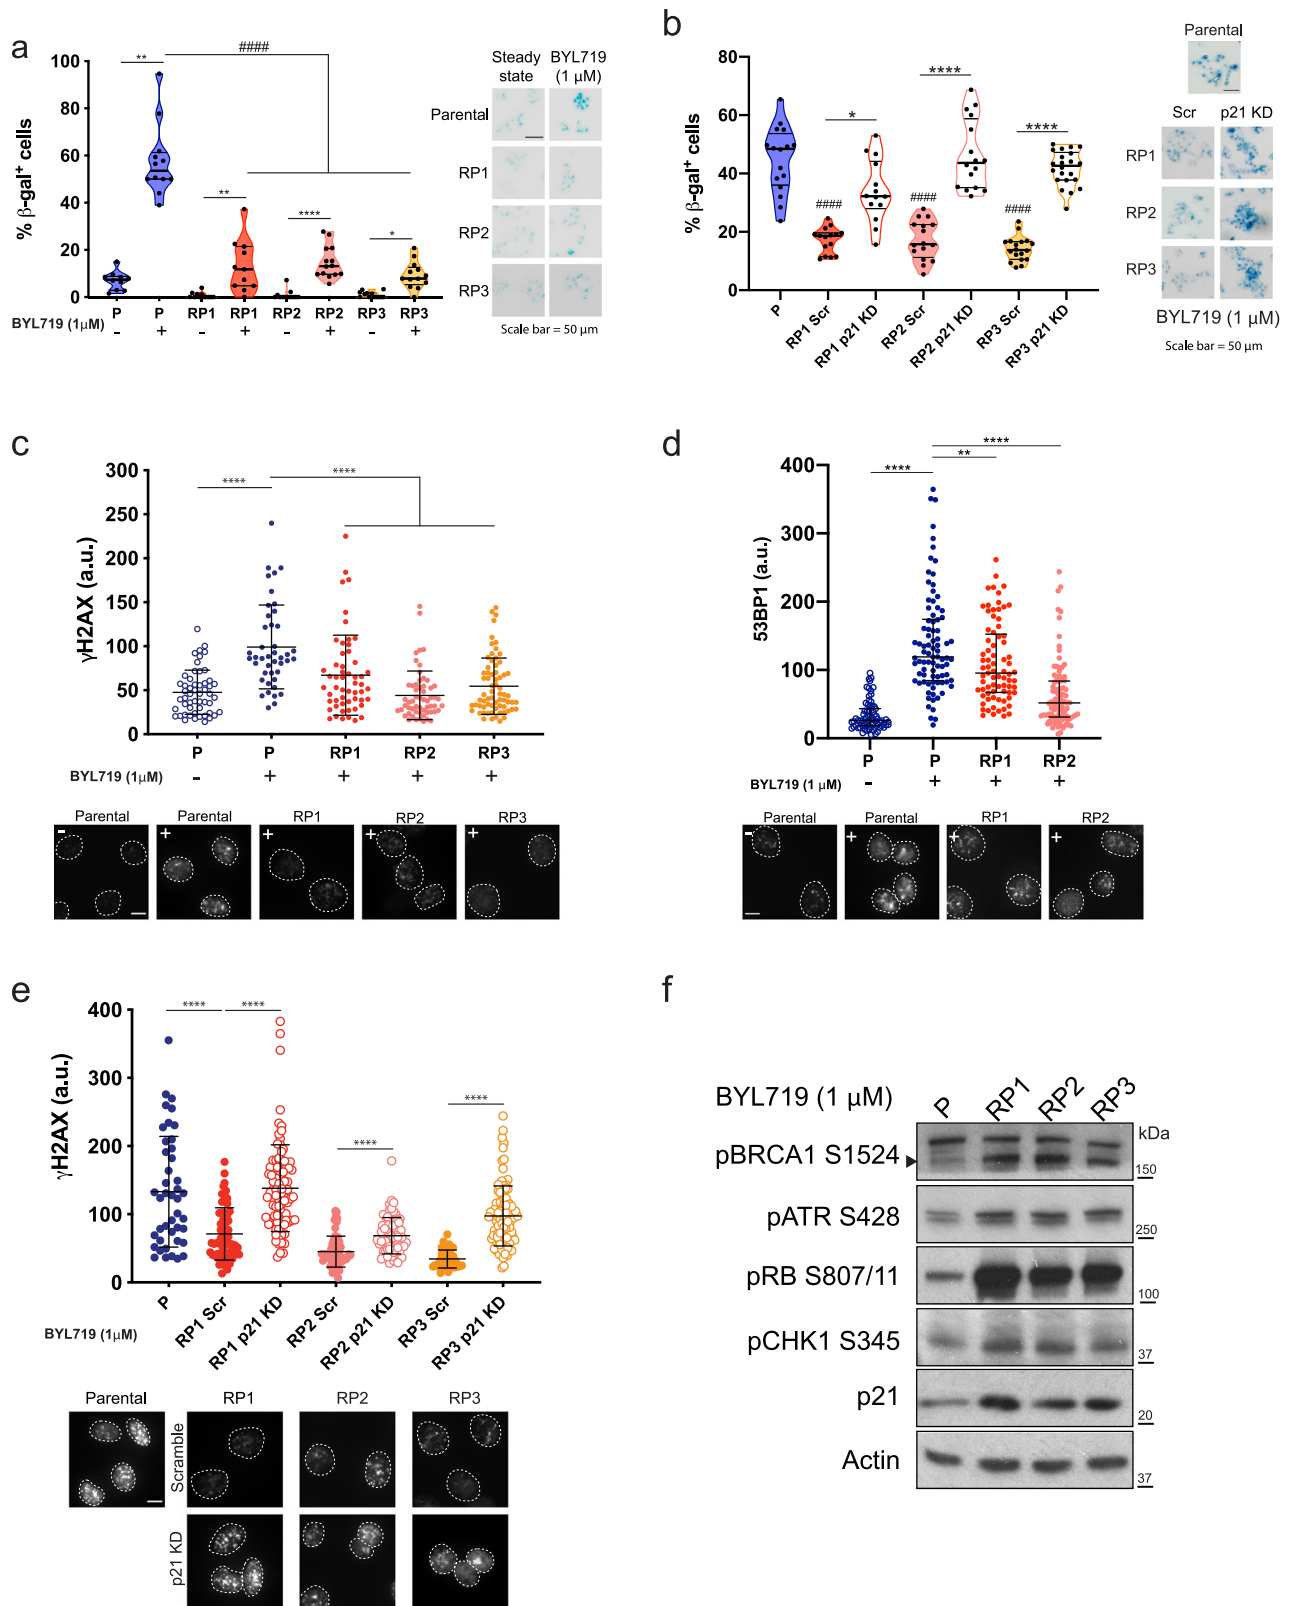 a
% β-gal⁺ cells
100
80
60
40
20
0
** #### ** **** *
P P RP1 RP1 RP2 RP2 RP3 RP3
BYL719 (1μM) - + - + - + - +
Steady state
BYL719 (1 μM)
Parental
RP1
RP2
RP3
Scale bar = 50 μm
b
% β-gal⁺ cells
80
60
40
20
0
#### * #### **** #### ****
P RP1 Scr RP1 p21 KD RP2 Scr RP2 p21 KD RP3 Scr RP3 p21 KD
Parental
Scr p21 KD
RP1
RP2
RP3
BYL719 (1 μM)
Scale bar = 50 μm
c
γH2AX (a.u.)
300
250
200
150
100
50
0
**** ****
P P RP1 RP2 RP3
BYL719 (1μM) - + + + +
Parental Parental RP1 RP2 RP3
- + + + +
d
53BP1 (a.u.)
400
300
200
100
0
**** ** ****
P P RP1 RP2
BYL719 (1 μM) - + + +
Parental Parental RP1 RP2
- + + +
e
γH2AX (a.u.)
400
300
200
100
0
**** **** **** ****
P RP1 Scr RP1 p21 KD RP2 Scr RP2 p21 KD RP3 Scr RP3 p21 KD
BYL719 (1μM)
Parental RP1 RP2 RP3
Scramble
p21 KD
f
BYL719 (1 μM) P RP1 RP2 RP3
kDa
pBRCA1 S1524 150
pATR S428 250
pRB S807/11 100
pCHK1 S345 37
p21 20
Actin 37